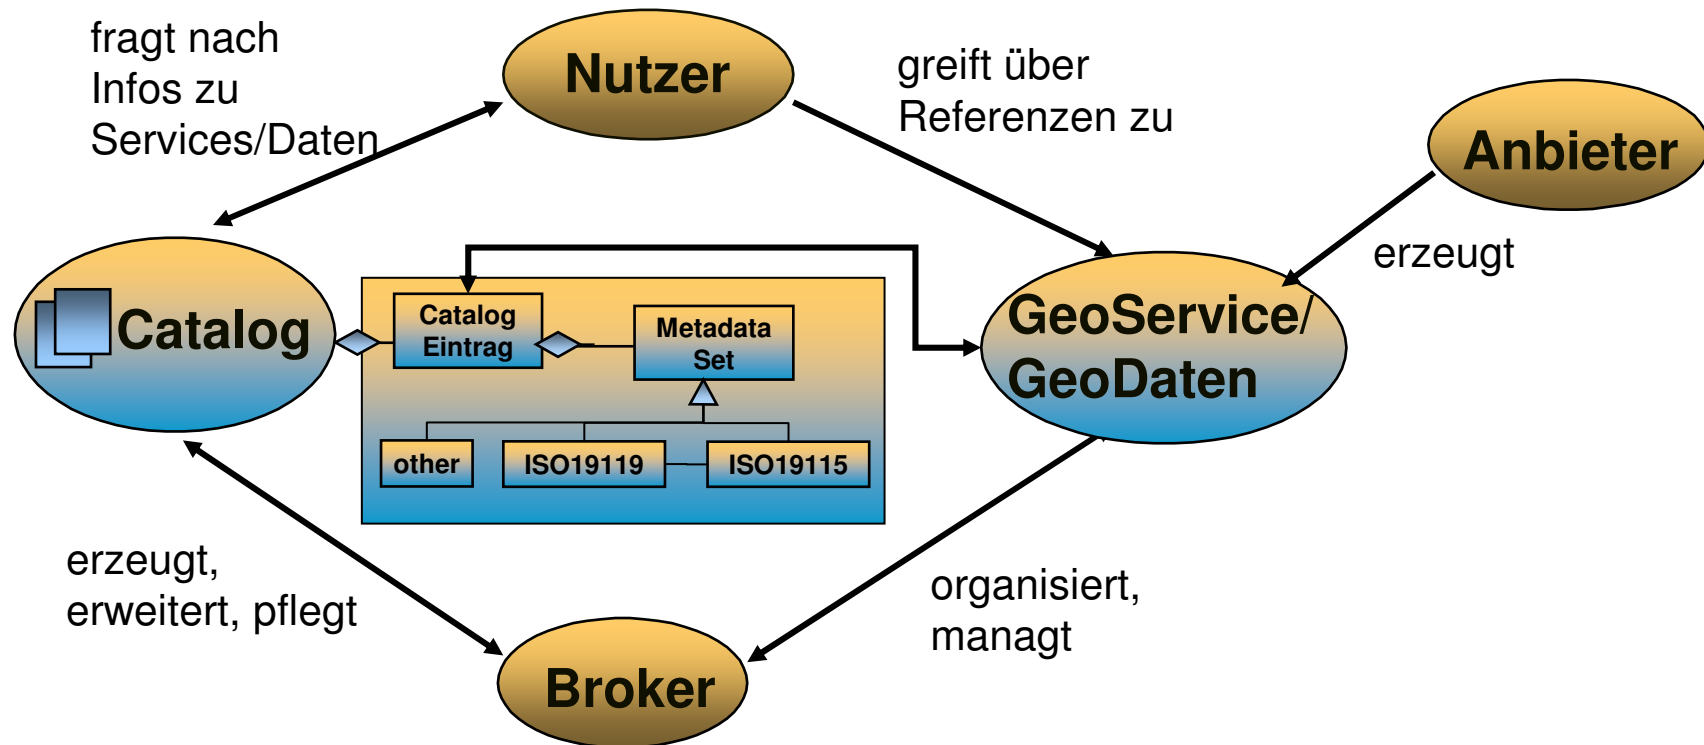 fragt nach
Infos zu
Services/Daten
Nutzer
greift über
Referenzen zu
Anbieter
erzeugt
Catalog
Catalog
Eintrag
Metadata
Set
other
ISO19119
ISO19115
GeoService/
GeoDaten
erzeugt,
erweitert, pflegt
organisiert,
managt
Broker